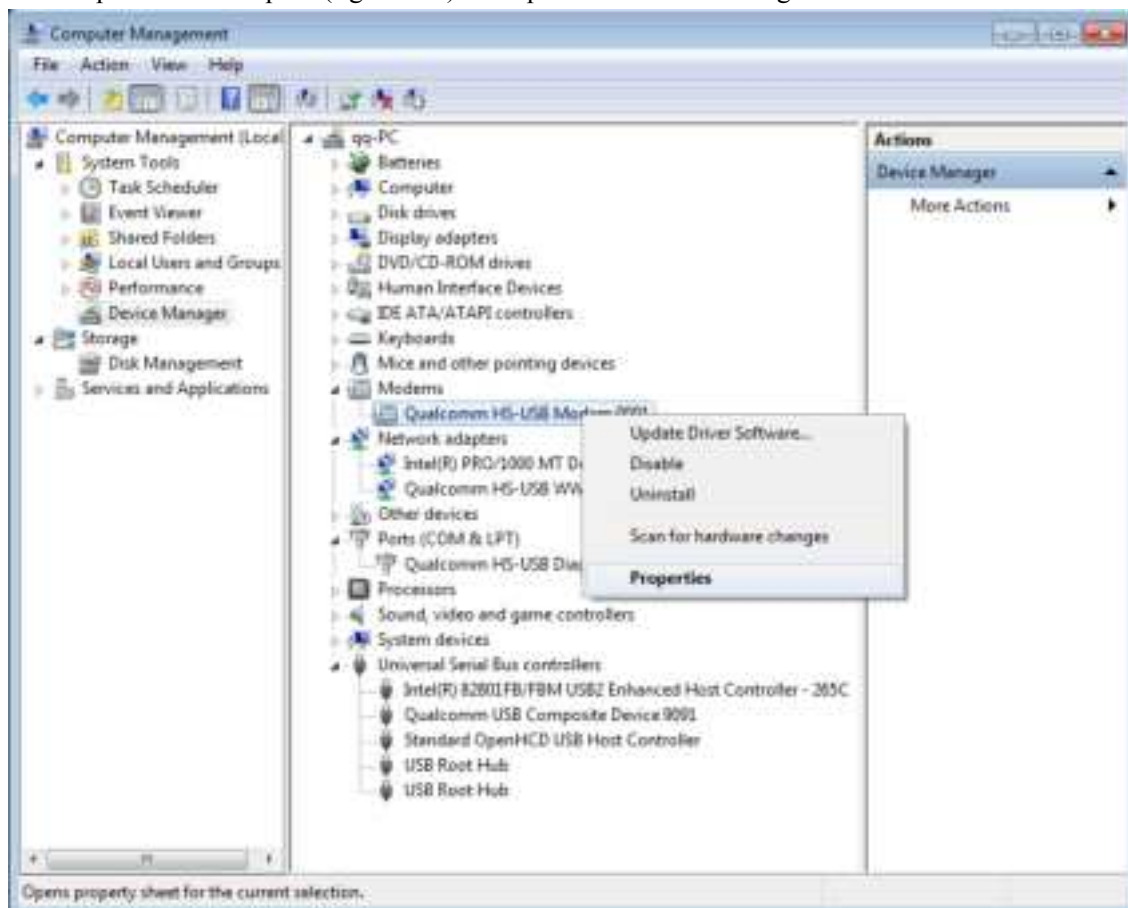 Computer Management
File Action View Help
Computer Management (Local
System Tools
Task Scheduler
Event Viewer
Shared Folders
Local Users and Groups
Performance
Device Manager
Storage
Disk Management
Services and Applications
qq-PC
Batteries
Computer
Disk drives
Display adapters
DVD/CD-ROM drives
Human Interface Devices
IDE ATA/ATAPI controllers
Keyboards
Mice and other pointing devices
Modems
Qualcomm HS-USB Modem 9091
Network adapters
Intel(R) PRO/1000 MT De
Qualcomm HS-USB WW
Other devices
Ports (COM & LPT)
Qualcomm HS-USB Diag
Processors
Sound, video and game controllers
System devices
Universal Serial Bus controllers
Intel(R) 82801FB/FBM USB2 Enhanced Host Controller - 265C
Qualcomm USB Composite Device 9091
Standard OpenHCD USB Host Controller
USB Root Hub
USB Root Hub
Update Driver Software...
Disable
Uninstall
Scan for hardware changes
Properties
Actions
Device Manager
More Actions
Opens property sheet for the current selection.